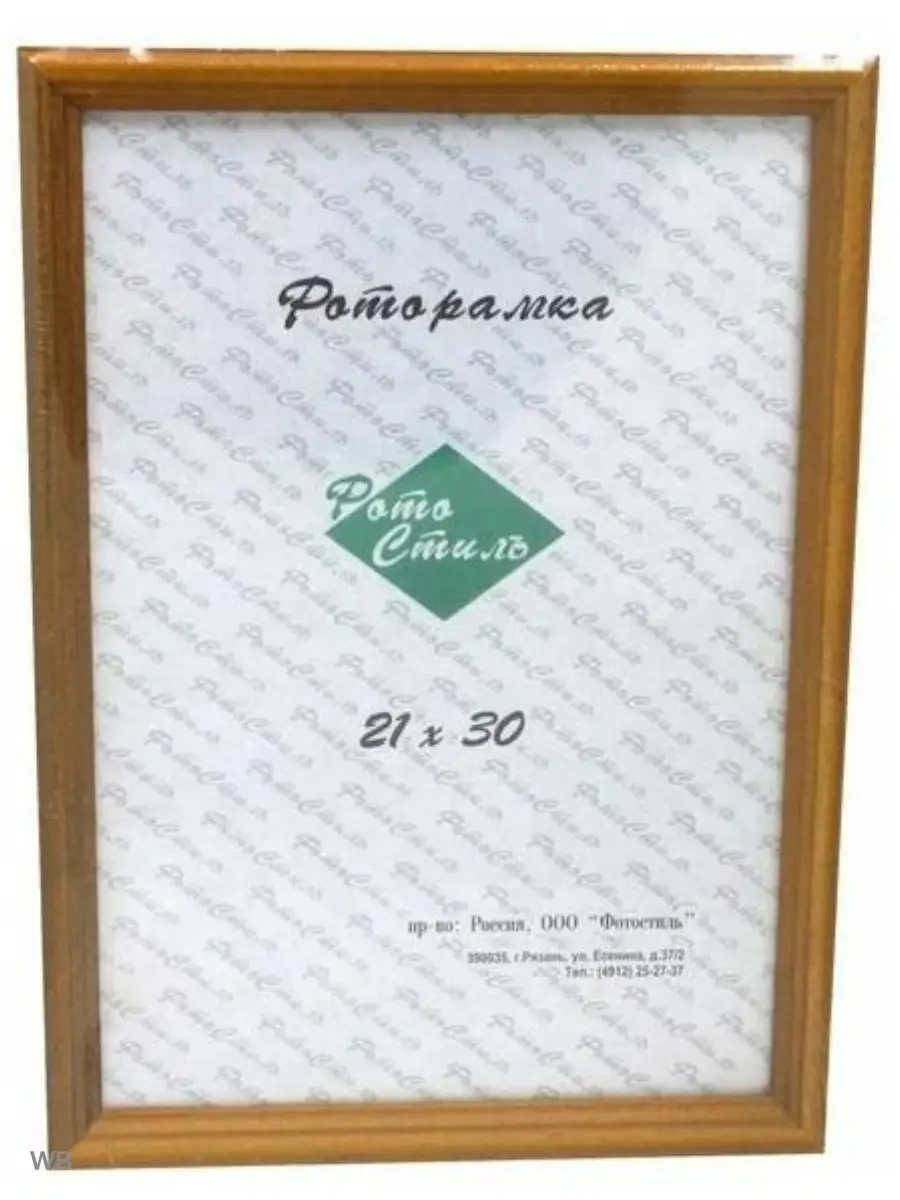 Фоторамка
Фото
Стиль
21 x 30
пр-во: Россия, ООО "Фотостиль"
390035, г.Рязань, ул. Есенина, д.37/2
Тел.: (4912) 25-27-37
WB